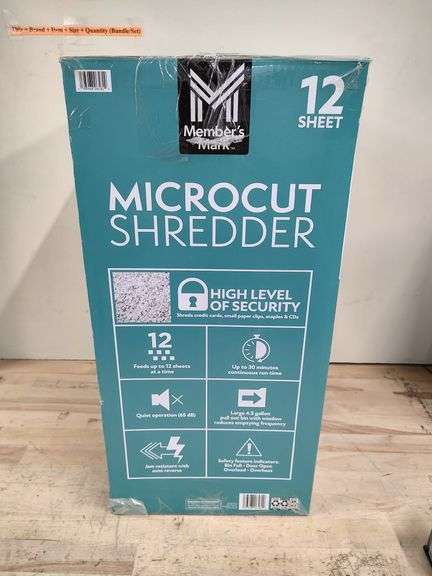 Title + Brand + Item + Size + Quantity (Bundle/Set)
M
Member's
Mark™
12
SHEET
MICROCUT
SHREDDER
HIGH LEVEL
OF SECURITY
Shreds credit cards, small paper clips, staples & CDs
12
Feeds up to 12 sheets
at a time
Up to 30 minutes
continuous run time
Quiet operation (65 dB)
Large 4.5 gallon
pull out bin with window
reduces emptying frequency
Jam resistant with
auto reverse
Safety feature indicators:
Bin Full - Door Open
Overload - Overheat